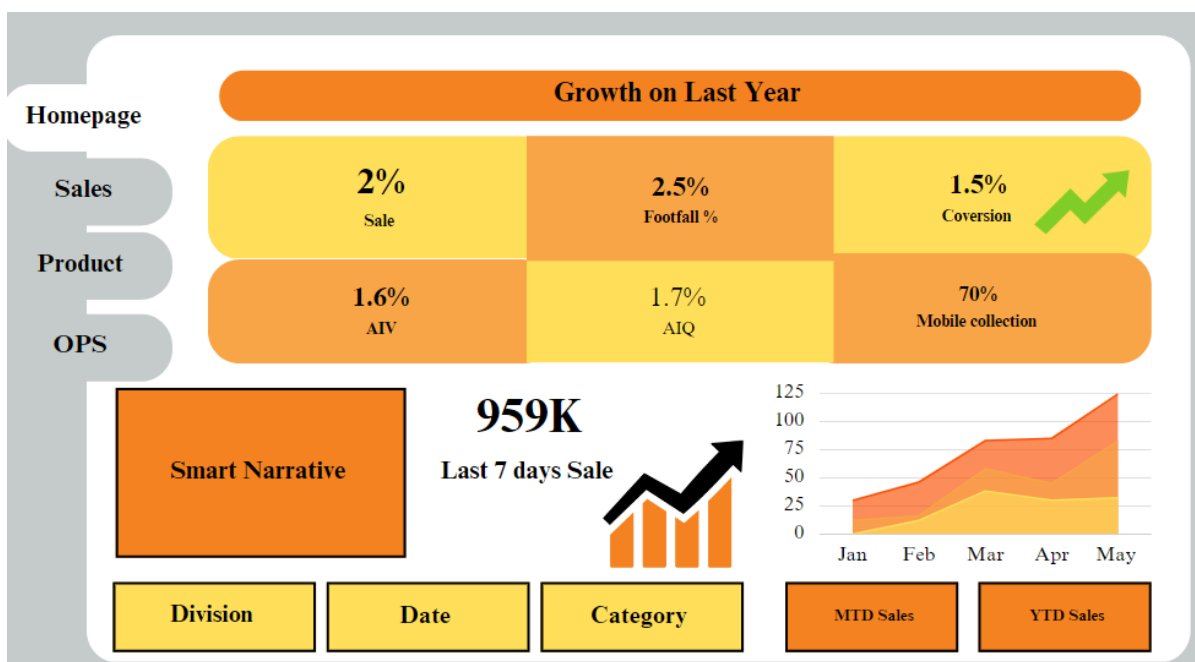 Growth on Last Year
Homepage
Sales
Product
OPS
2%
Sale
2.5%
Footfall %
1.5%
Coversion
1.6%
AIV
1.7%
AIQ
70%
Mobile collection
Smart Narrative
959K
Last 7 days Sale
125
100
75
50
25
0
Jan Feb Mar Apr May
Division
Date
Category
MTD Sales
YTD Sales